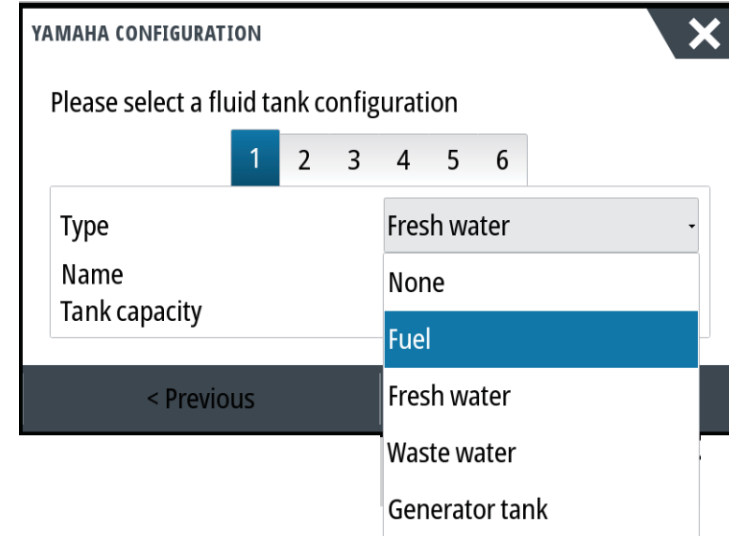 YAMAHA CONFIGURATION
Please select a fluid tank configuration
1 2 3 4 5 6
Type Fresh water
Name
Tank capacity
None
Fuel
Fresh water
Waste water
Generator tank
< Previous